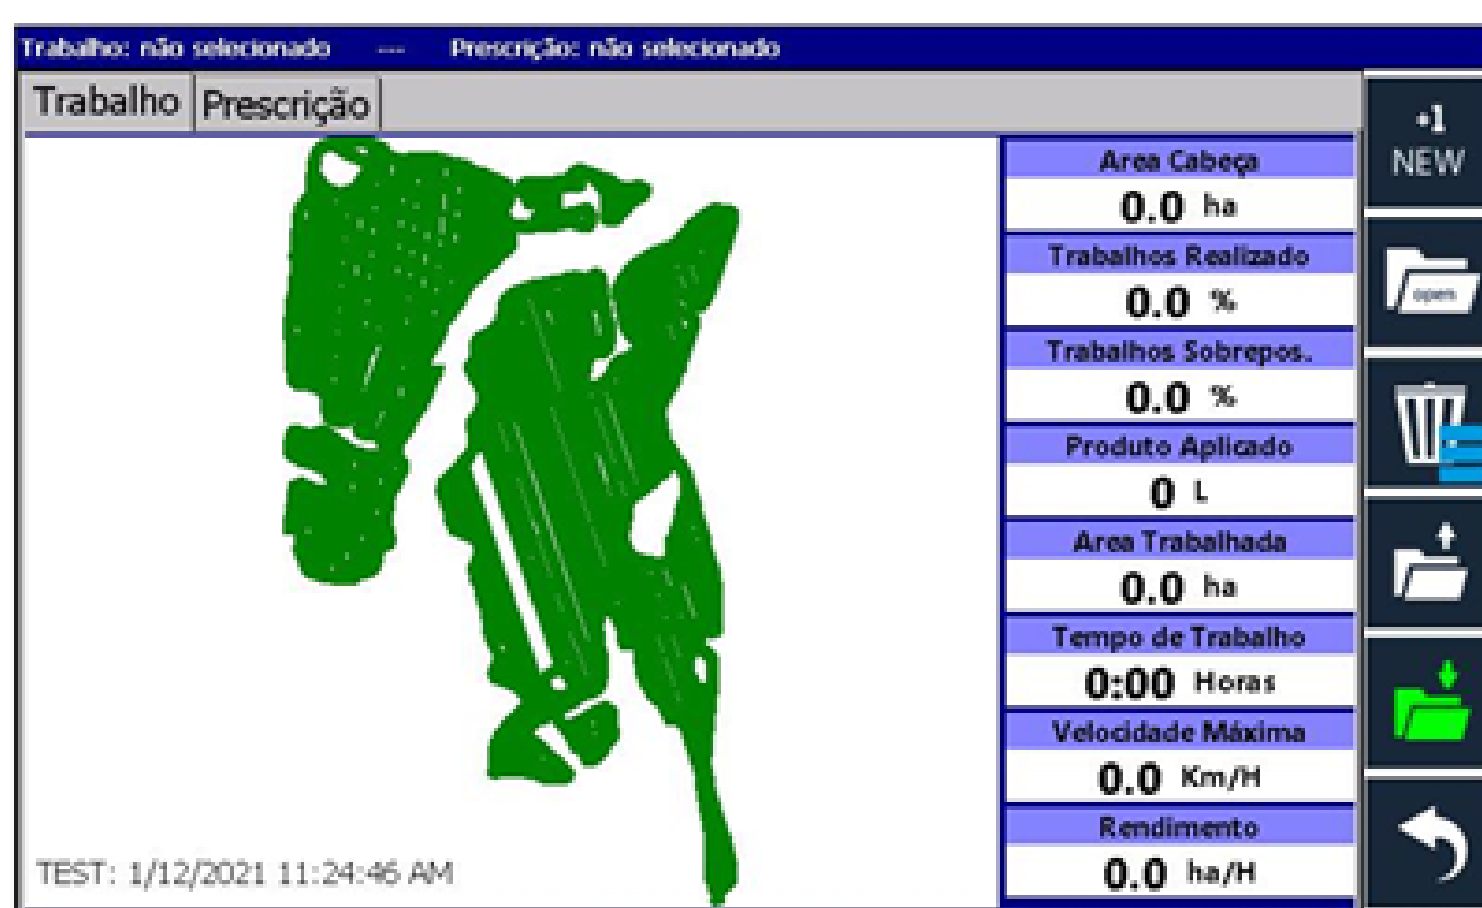 Trabalho: não selecionado --- Prescrição: não selecionado
Trabalho Prescrição
+1
NEW
Area Cabeça
0.0 ha
Trabalhos Realizado
0.0 %
open
Trabalhos Sobrepos.
0.0 %
Produto Aplicado
0 L
Area Trabalhada
0.0 ha
Tempo de Trabalho
0:00 Horas
Velocidade Máxima
0.0 Km/H
Rendimento
0.0 ha/H
TEST: 1/12/2021 11:24:46 AM